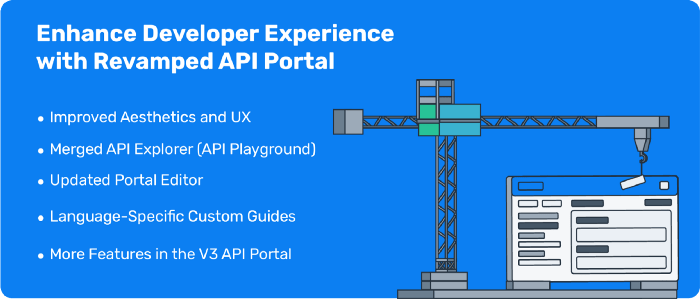 Enhance Developer Experience
with Revamped API Portal
• Improved Aesthetics and UX
• Merged API Explorer (API Playground)
• Updated Portal Editor
• Language-Specific Custom Guides
• More Features in the V3 API Portal